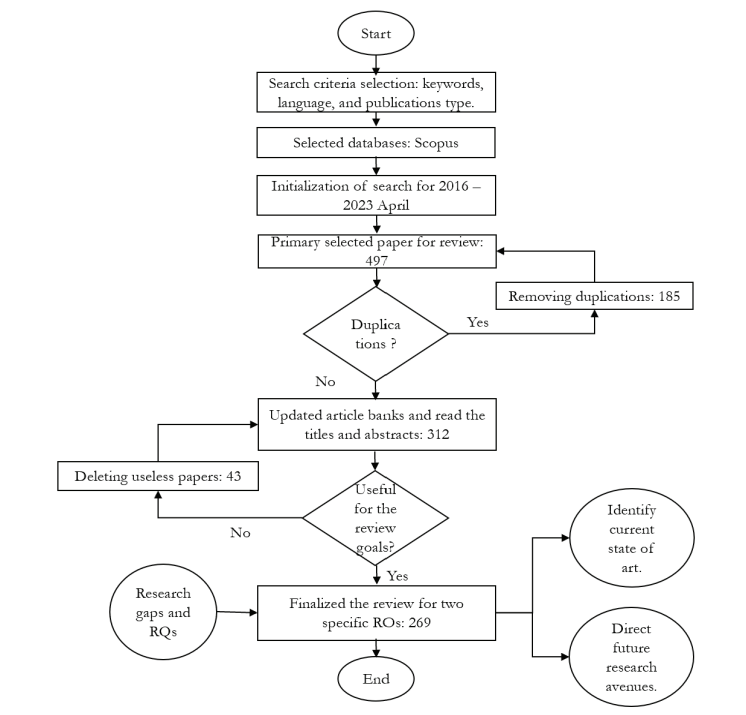 Start
Search criteria selection: keywords,
language, and publications type.
Selected databases: Scopus
Initialization of search for 2016 –
2023 April
Primary selected paper for review:
497
Removing duplications: 185
Duplica
tions ?
Yes
No
Updated article banks and read the
titles and abstracts: 312
Deleting useless papers: 43
Useful
for the
review
goals?
No
Yes
Identify
current
state of
art.
Research
gaps and
RQs
Finalized the review for two
specific ROs: 269
Direct
future
research
avenues.
End